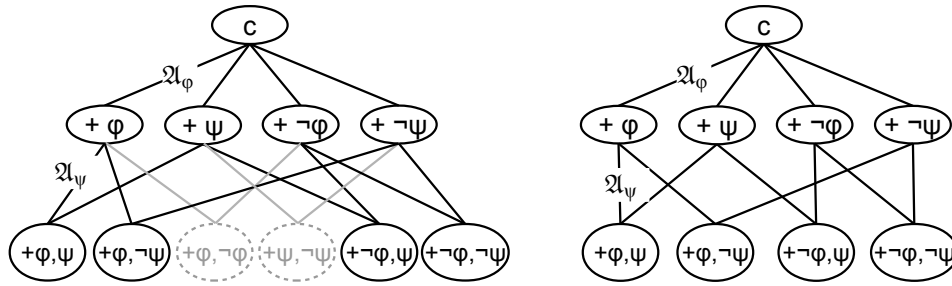 c c
𝔄φ 𝔄φ
+ φ + ψ + ¬φ + ¬ψ + φ + ψ + ¬φ + ¬ψ
𝔄ψ 𝔄ψ
+φ,ψ +φ,¬ψ +φ,¬φ +ψ,¬ψ +¬φ,ψ +¬φ,¬ψ +φ,ψ +φ,¬ψ +¬φ,ψ +¬φ,¬ψ